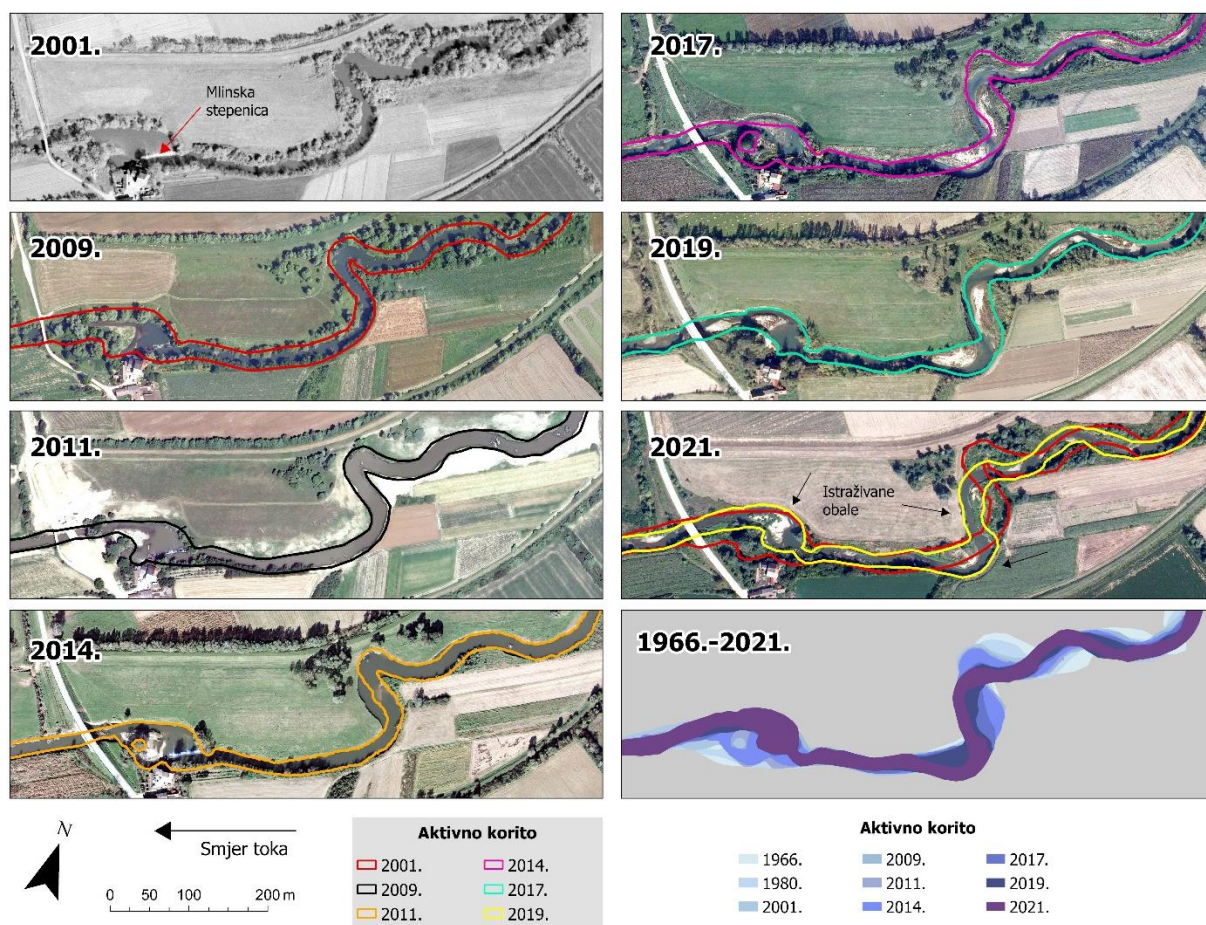 2001.
Mlinska
stepenica
2009.
2011.
2014.
2017.
2019.
2021.
Istraživane
obale
1966.-2021.
N
Smjer toka
0 50 100 200 m
Aktivno korito
2001. 2014.
2009. 2017.
2011. 2019.
Aktivno korito
1966. 2009. 2017.
1980. 2011. 2019.
2001. 2014. 2021.